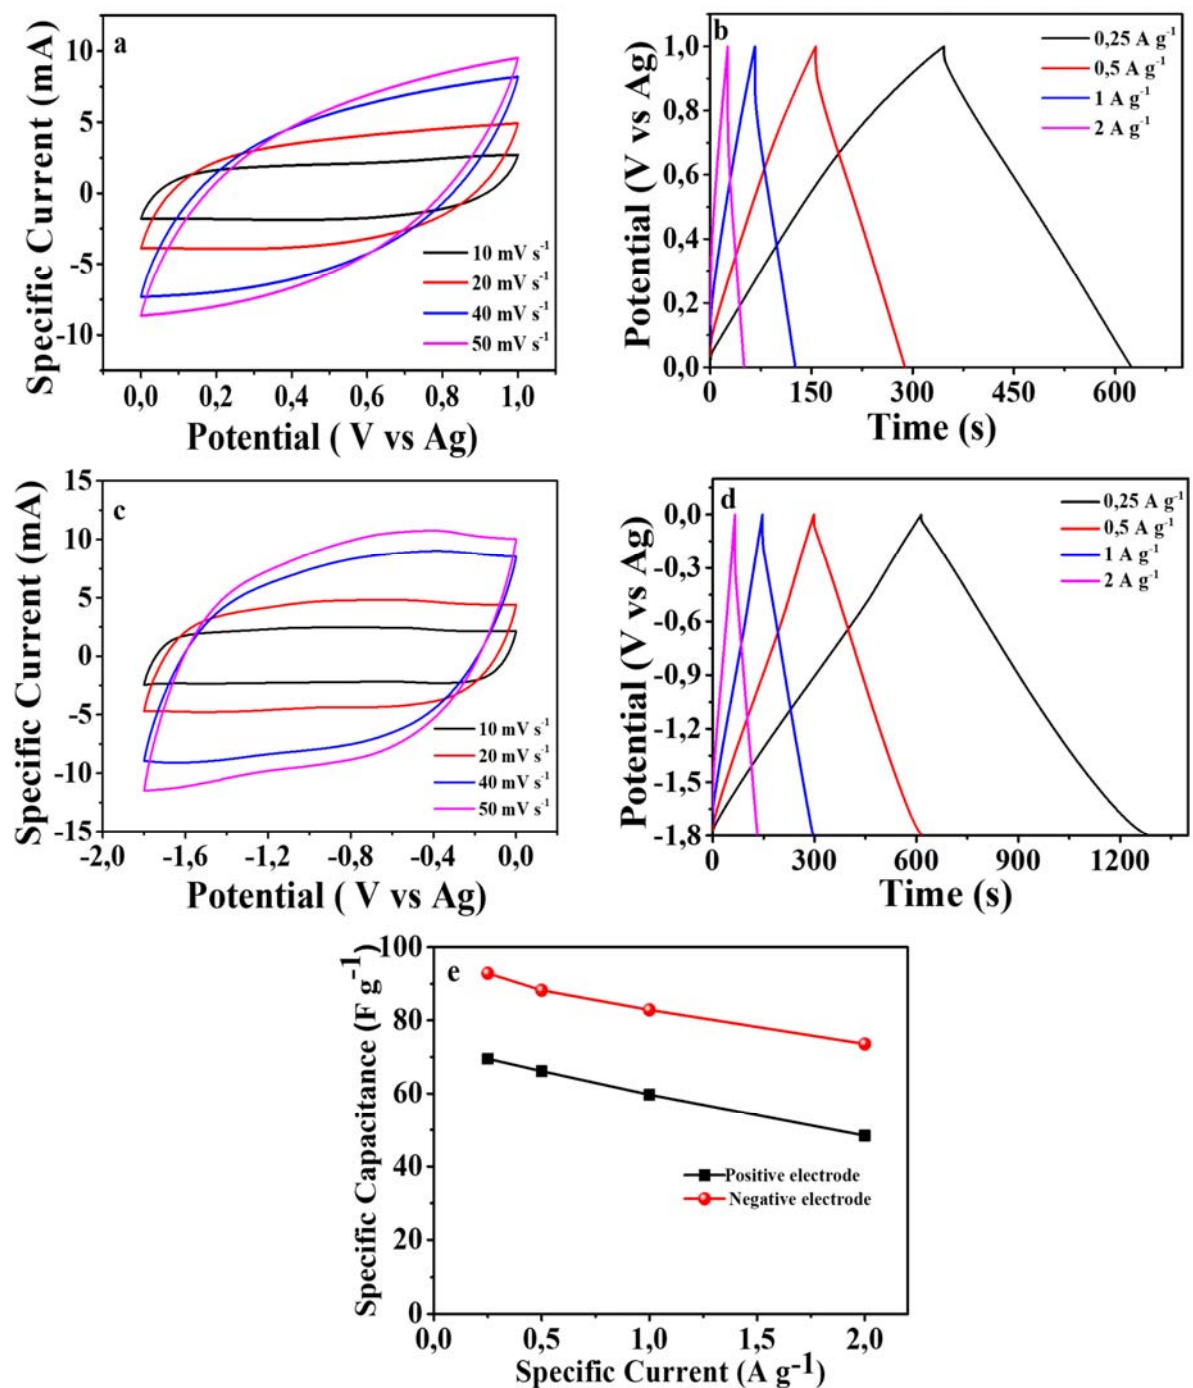 a
Specific Current (mA)
10
5
0
-5
-10
0,0 0,2 0,4 0,6 0,8 1,0
Potential ( V vs Ag)
10 mV s⁻¹
20 mV s⁻¹
40 mV s⁻¹
50 mV s⁻¹
b
Potential (V vs Ag)
1,0
0,8
0,6
0,4
0,2
0,0
0 150 300 450 600
Time (s)
0,25 A g⁻¹
0,5 A g⁻¹
1 A g⁻¹
2 A g⁻¹
c
Specific Current (mA)
15
10
5
0
-5
-10
-15
-2,0 -1,6 -1,2 -0,8 -0,4 0,0
Potential ( V vs Ag)
10 mV s⁻¹
20 mV s⁻¹
40 mV s⁻¹
50 mV s⁻¹
d
Potential (V vs Ag)
0,0
-0,3
-0,6
-0,9
-1,2
-1,5
-1,8
0 300 600 900 1200
Time (s)
0,25 A g⁻¹
0,5 A g⁻¹
1 A g⁻¹
2 A g⁻¹
e
Specific Capacitance (F g⁻¹)
100
80
60
40
20
0
0,0 0,5 1,0 1,5 2,0
Specific Current (A g⁻¹)
Positive electrode
Negative electrode